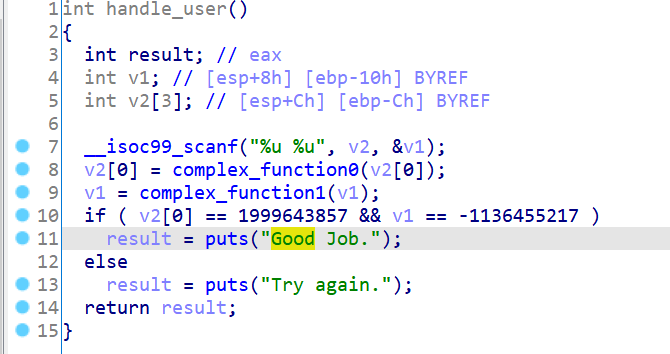 1 int handle_user()
2 {
3 int result; // eax
4 int v1; // [esp+8h] [ebp-10h] BYREF
5 int v2[3]; // [esp+Ch] [ebp-Ch] BYREF
6
7 __isoc99_scanf("%u %u", v2, &v1);
8 v2[0] = complex_function0(v2[0]);
9 v1 = complex_function1(v1);
10 if ( v2[0] == 1999643857 && v1 == -1136455217 )
11 result = puts("Good Job.");
12 else
13 result = puts("Try again.");
14 return result;
15 }